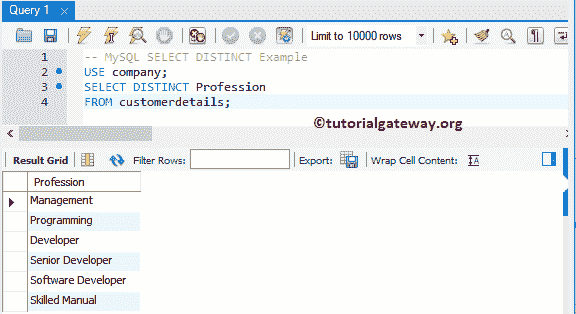 Query 1
Limit to 10000 rows
1 -- MySQL SELECT DISTINCT Example
2 USE company;
3 SELECT DISTINCT Profession
4 FROM customerdetails;
©tutorialgateway.org
Result Grid Filter Rows: Export: Wrap Cell Content:
Profession
Management
Programming
Developer
Senior Developer
Software Developer
Skilled Manual